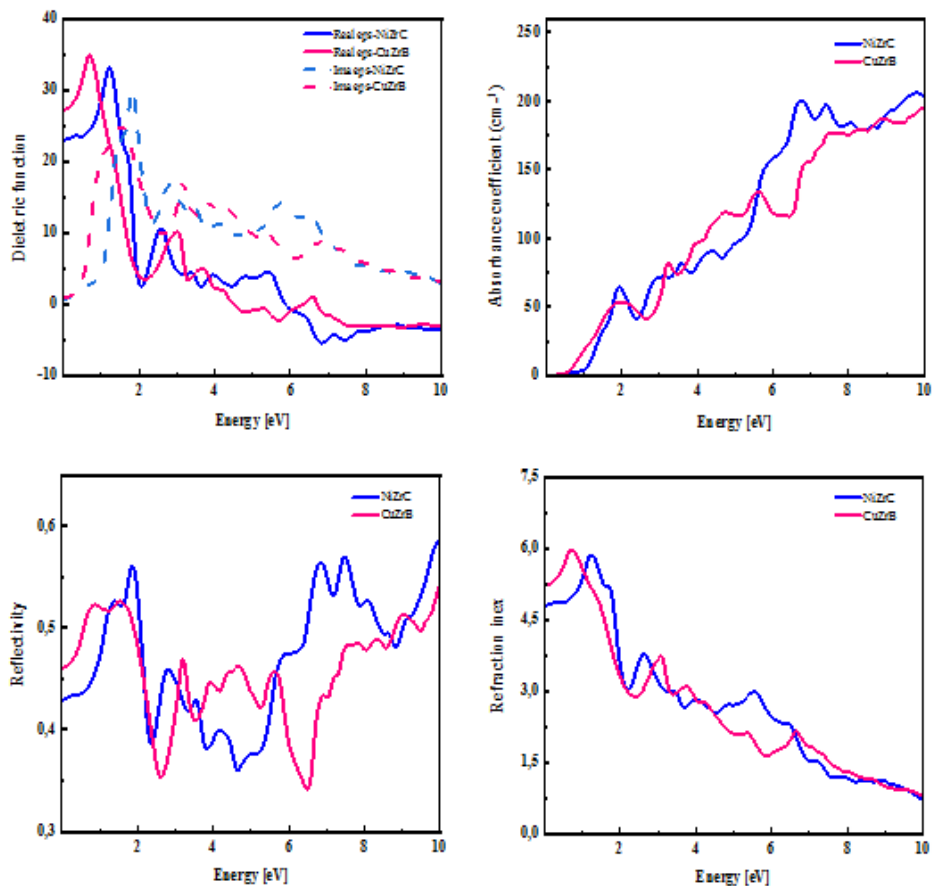 40
30
20
10
0
-10
Dieletric function
Real eps-NiZrC
Real eps-CuZrB
Ima eps-NiZrC
Ima eps-CuZrB
2 4 6 8 10
Energy [eV]
250
200
150
100
50
0
Absorbance coefficient (cm⁻¹)
NiZrC
CuZrB
2 4 6 8 10
Energy [eV]
0,6
0,5
0,4
0,3
Reflectivity
NiZrC
CuZrB
2 4 6 8 10
Energy [eV]
7,5
6,0
4,5
3,0
1,5
0,0
Refraction inex
NiZrC
CuZrB
2 4 6 8 10
Energy [eV]